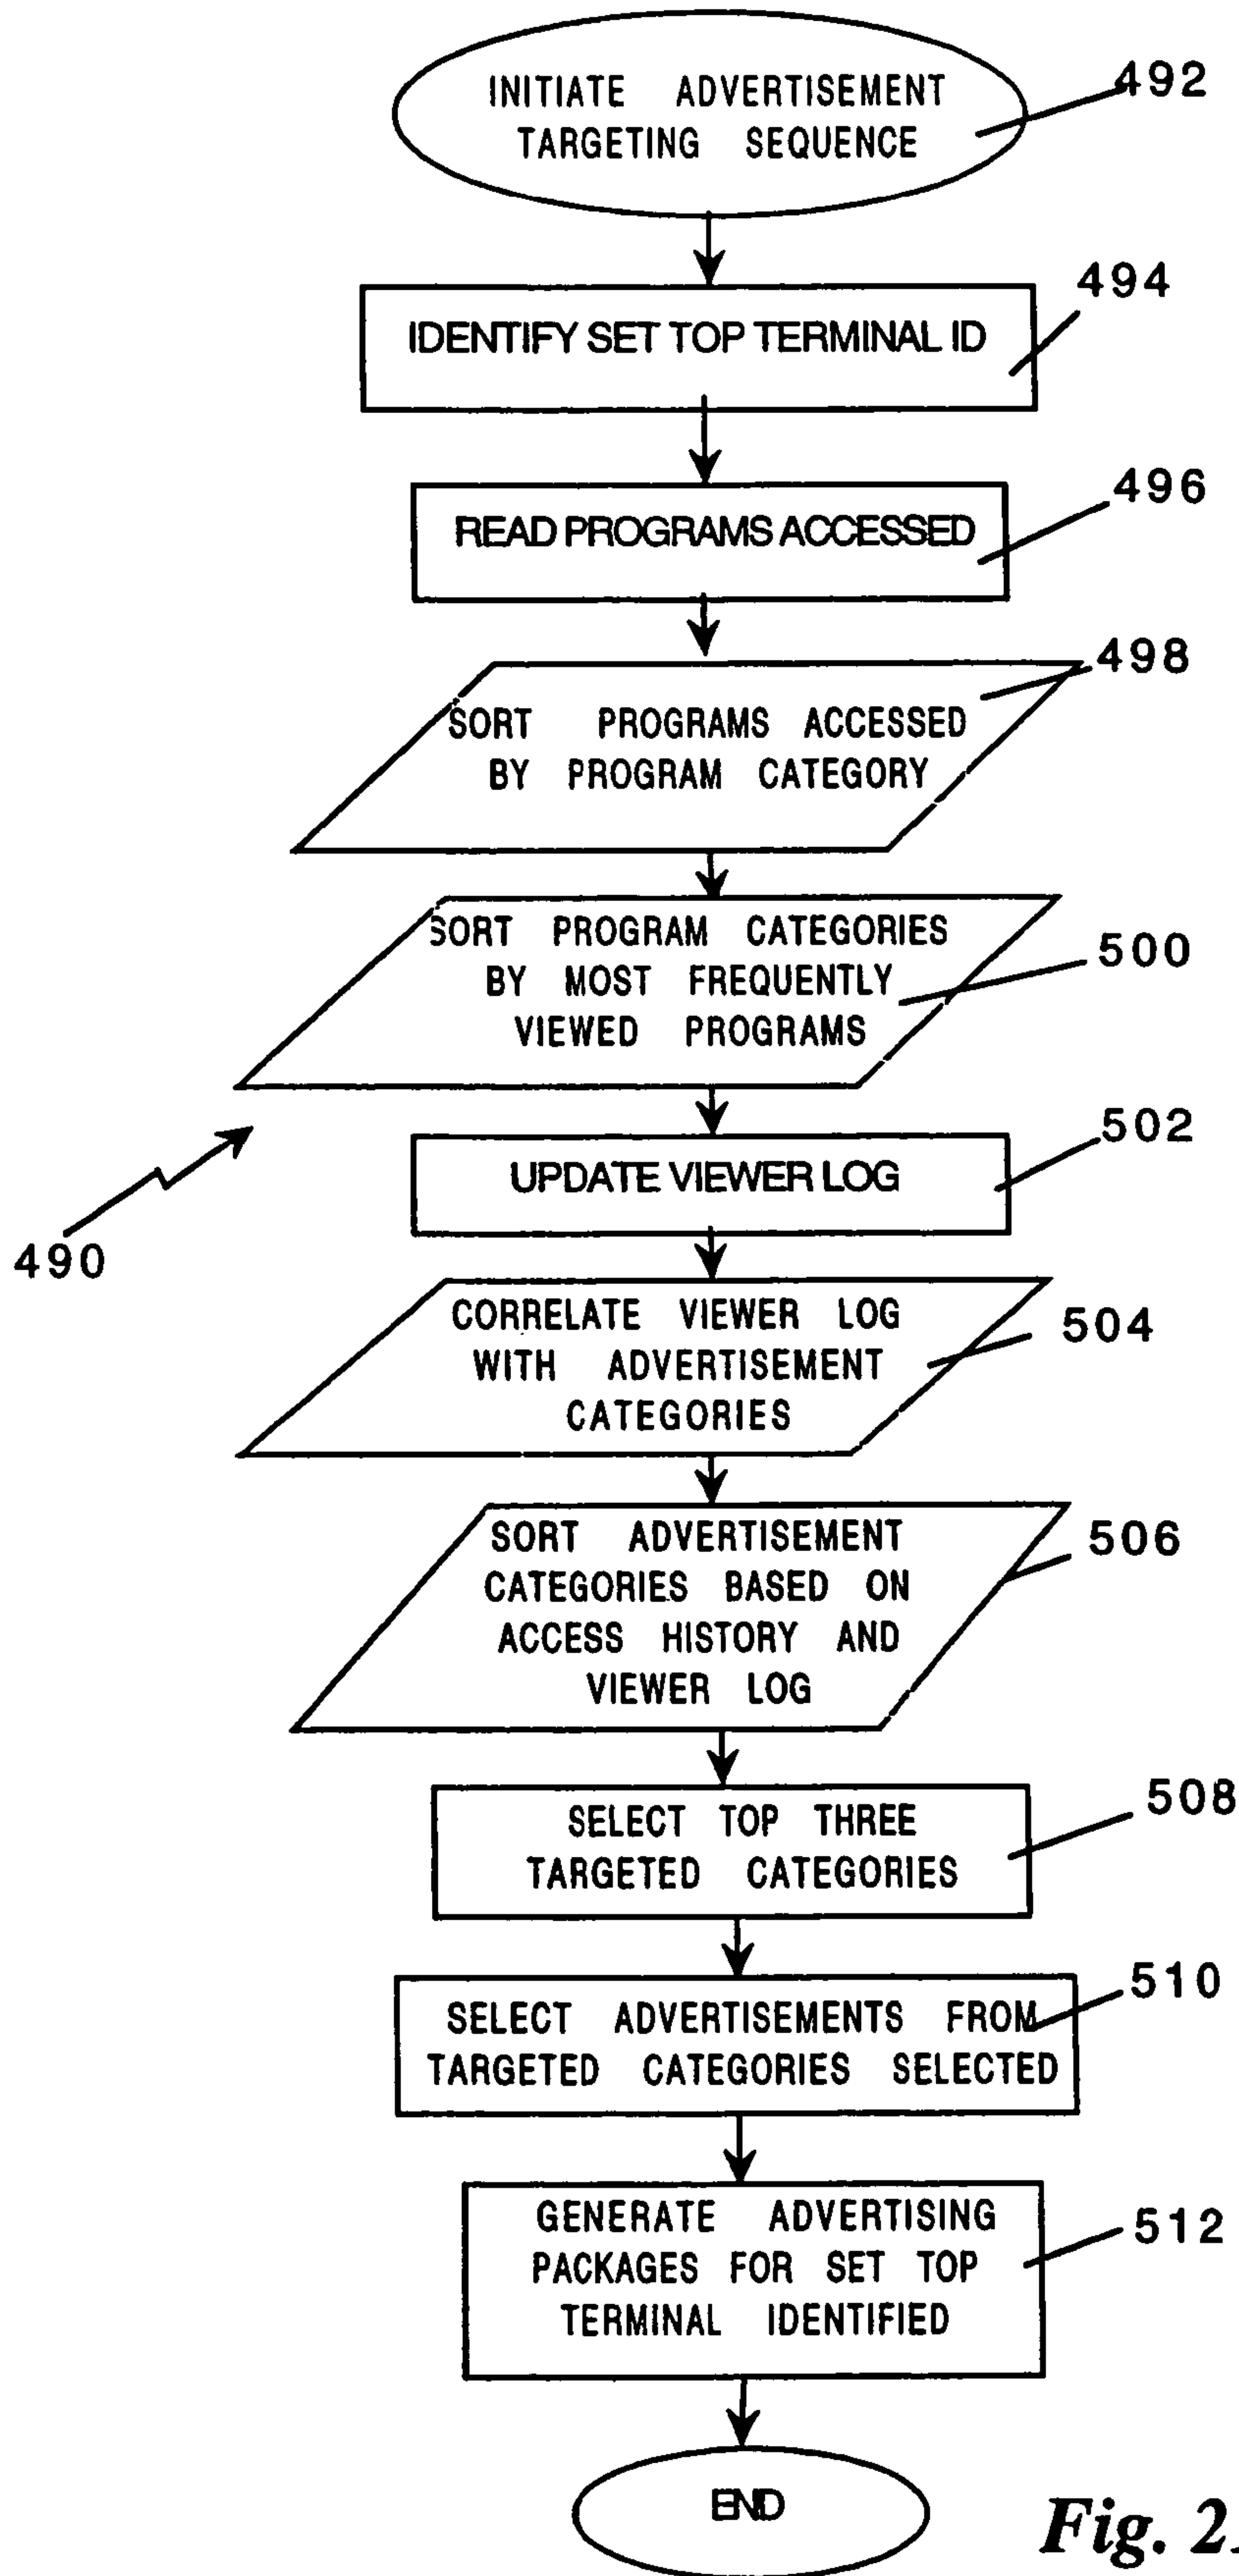 INITIATE ADVERTISEMENT
TARGETING SEQUENCE
492
IDENTIFY SET TOP TERMINAL ID
494
READ PROGRAMS ACCESSED
496
SORT PROGRAMS ACCESSED
BY PROGRAM CATEGORY
498
SORT PROGRAM CATEGORIES
BY MOST FREQUENTLY
VIEWED PROGRAMS
500
490
UPDATE VIEWER LOG
502
CORRELATE VIEWER LOG
WITH ADVERTISEMENT
CATEGORIES
504
SORT ADVERTISEMENT
CATEGORIES BASED ON
ACCESS HISTORY AND
VIEWER LOG
506
SELECT TOP THREE
TARGETED CATEGORIES
508
SELECT ADVERTISEMENTS FROM
TARGETED CATEGORIES SELECTED
510
GENERATE ADVERTISING
PACKAGES FOR SET TOP
TERMINAL IDENTIFIED
512
END
Fig.